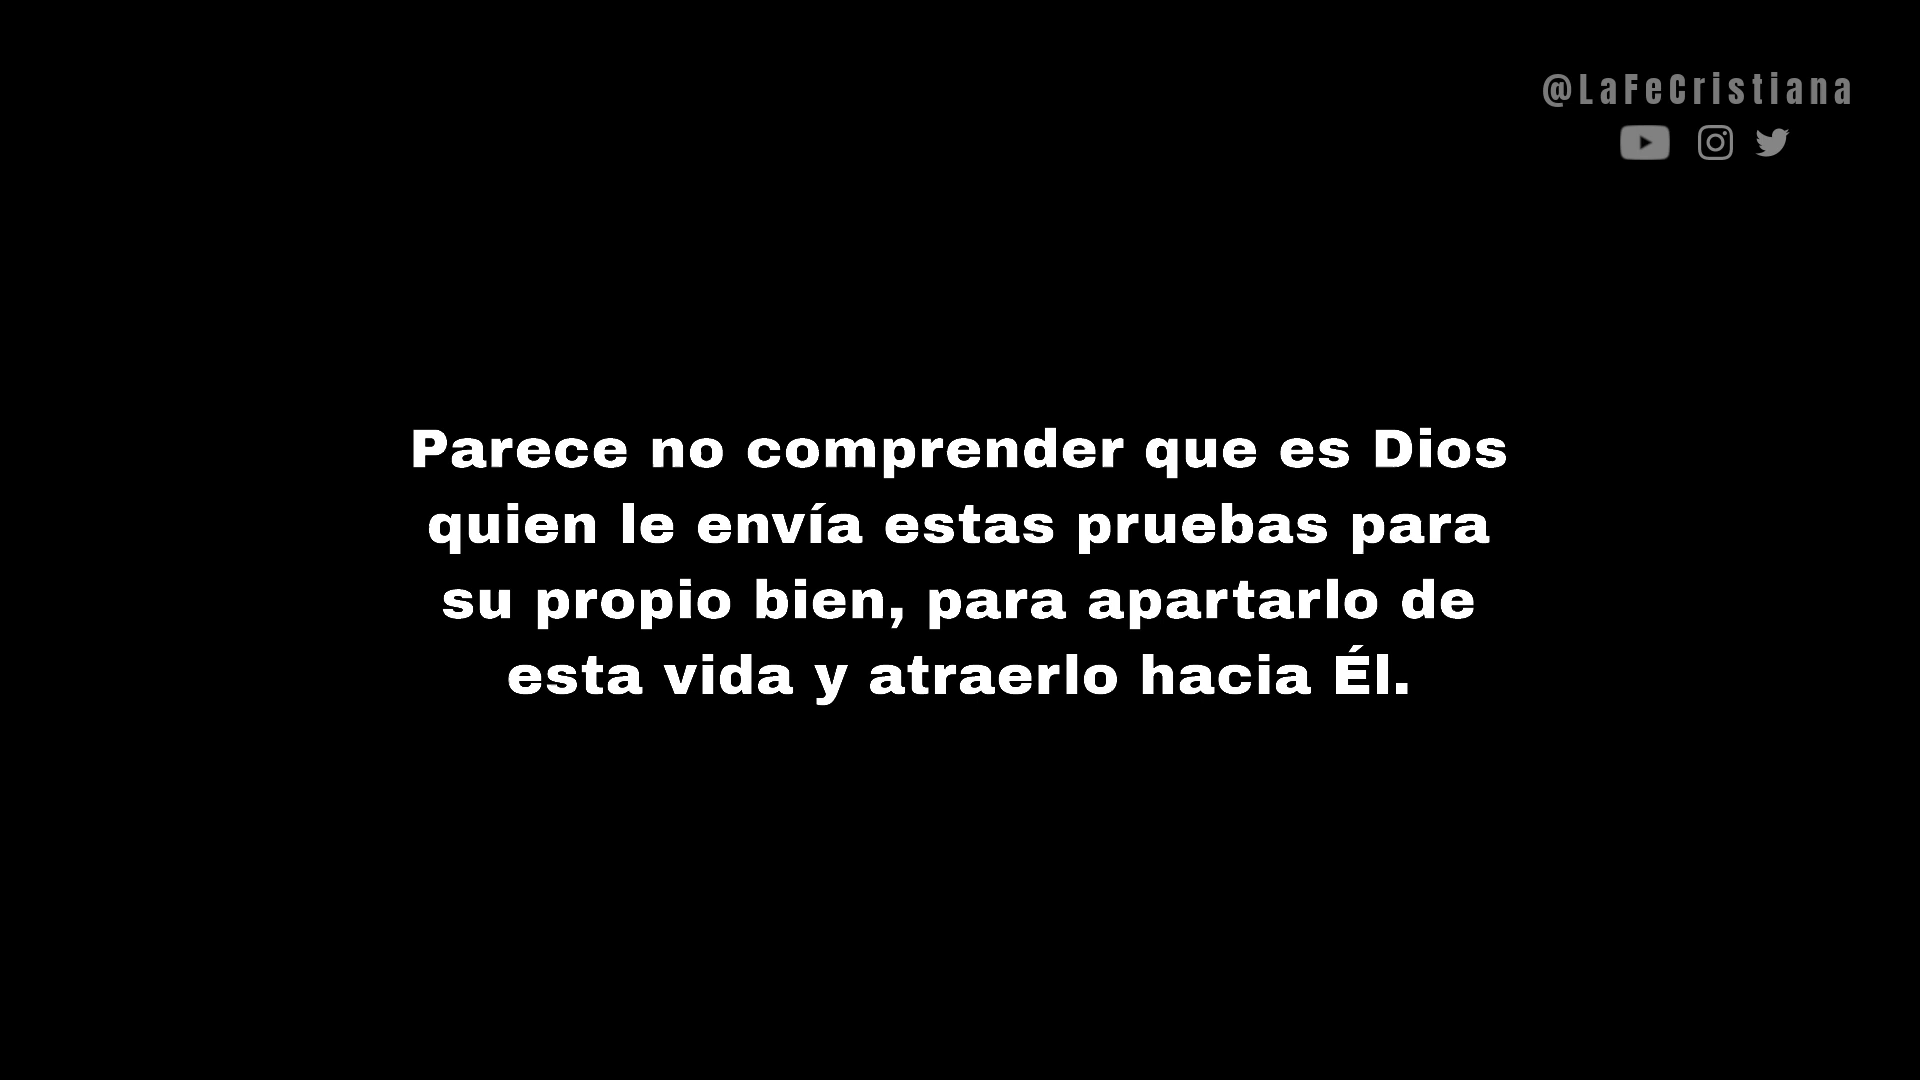 @LaFeCristiana
Parece no comprender que es Dios
quien le envía estas pruebas para
su propio bien, para apartarlo de
esta vida y atraerlo hacia Él.